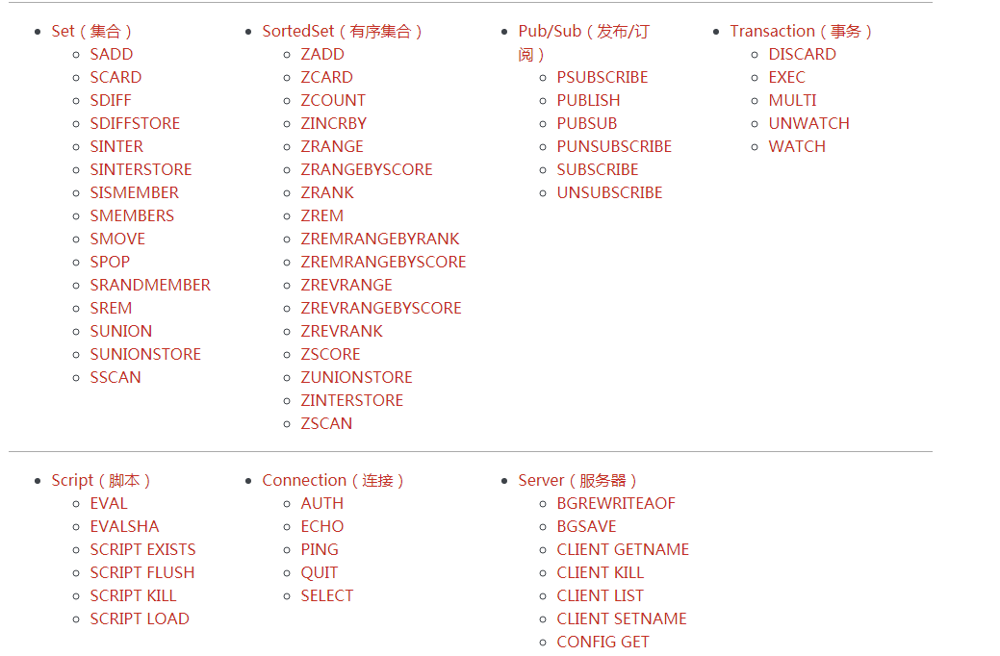 Set（集合）
SADD
SCARD
SDIFF
SDIFFSTORE
SINTER
SINTERSTORE
SISMEMBER
SMEMBERS
SMOVE
SPOP
SRANDMEMBER
SREM
SUNION
SUNIONSTORE
SSCAN
SortedSet（有序集合）
ZADD
ZCARD
ZCOUNT
ZINCRBY
ZRANGE
ZRANGEBYSCORE
ZRANK
ZREM
ZREMRANGEBYRANK
ZREMRANGEBYSCORE
ZREVRANGE
ZREVRANGEBYSCORE
ZREVRANK
ZSCORE
ZUNIONSTORE
ZINTERSTORE
ZSCAN
Pub/Sub（发布/订
阅）
PSUBSCRIBE
PUBLISH
PUBSUB
PUNSUBSCRIBE
SUBSCRIBE
UNSUBSCRIBE
Transaction（事务）
DISCARD
EXEC
MULTI
UNWATCH
WATCH
Script（脚本）
EVAL
EVALSHA
SCRIPT EXISTS
SCRIPT FLUSH
SCRIPT KILL
SCRIPT LOAD
Connection（连接）
AUTH
ECHO
PING
QUIT
SELECT
Server（服务器）
BGREWRITEAOF
BGSAVE
CLIENT GETNAME
CLIENT KILL
CLIENT LIST
CLIENT SETNAME
CONFIG GET